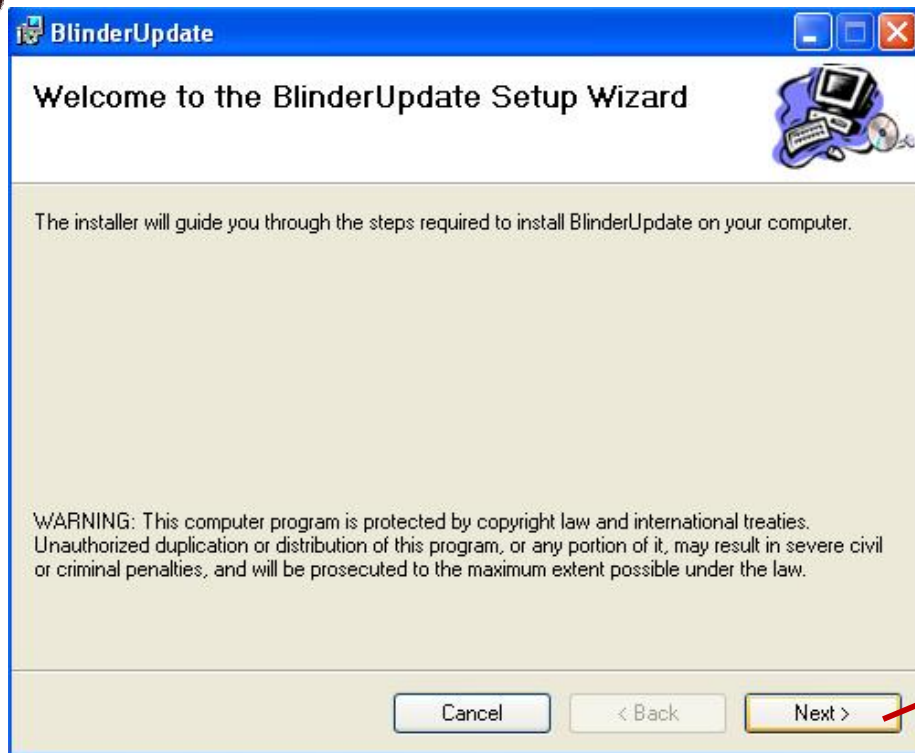 BlinderUpdate
Welcome to the BlinderUpdate Setup Wizard
The installer will guide you through the steps required to install BlinderUpdate on your computer.
WARNING: This computer program is protected by copyright law and international treaties.
Unauthorized duplication or distribution of this program, or any portion of it, may result in severe civil
or criminal penalties, and will be prosecuted to the maximum extent possible under the law.
Cancel < Back Next >